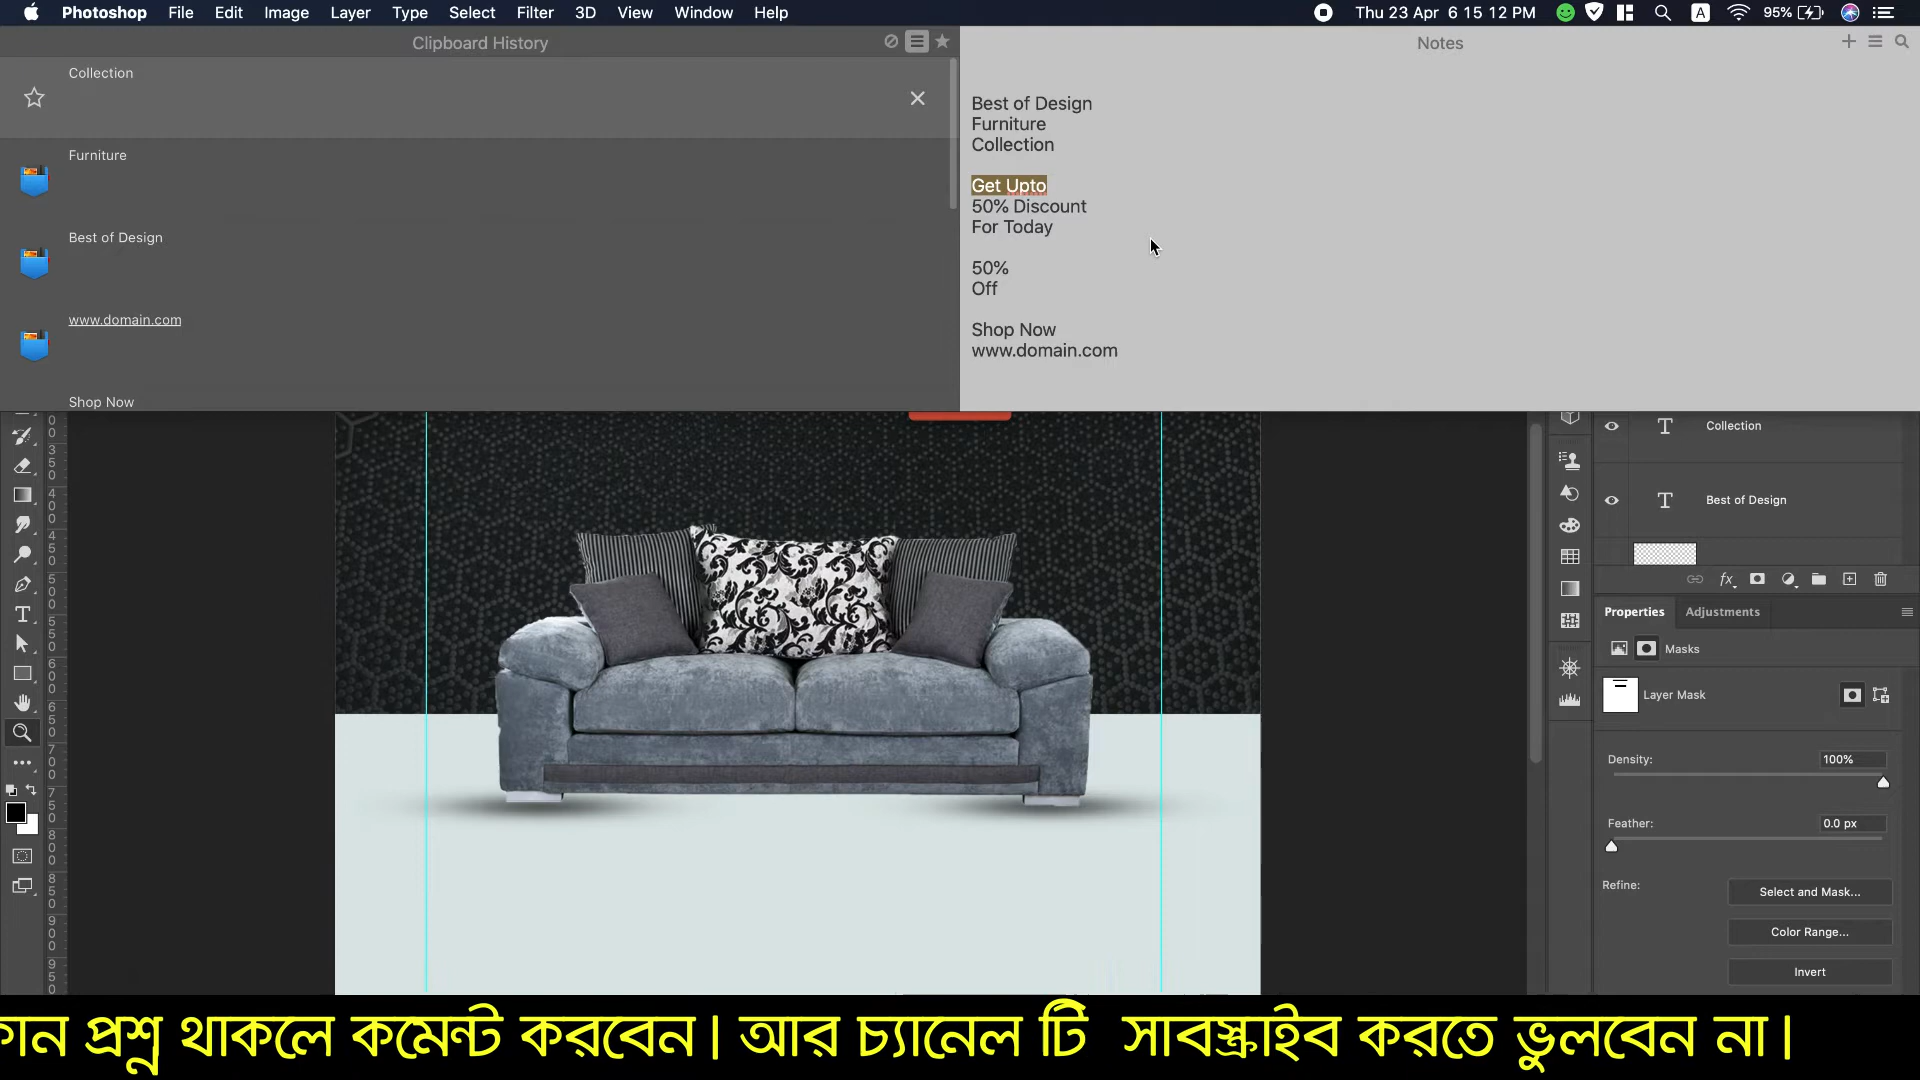 Photoshop File Edit Image Layer Type Select Filter 3D View Window Help
Thu 23 Apr 6 15 12 PM
A
95%
Clipboard History
Collection
Furniture
Best of Design
www.domain.com
Shop Now
Notes
Best of Design
Furniture
Collection
Get Upto
50% Discount
For Today
50%
Off
Shop Now
www.domain.com
T Collection
T Best of Design
fx
Properties Adjustments
Masks
Layer Mask
Density: 100%
Feather: 0.0 px
Refine:
Select and Mask...
Color Range...
Invert
প্রশ্ন থাকলে কমেন্ট করবেন। আর চ্যানেল টি সাবস্ক্রাইব করতে ভুলবেন না।